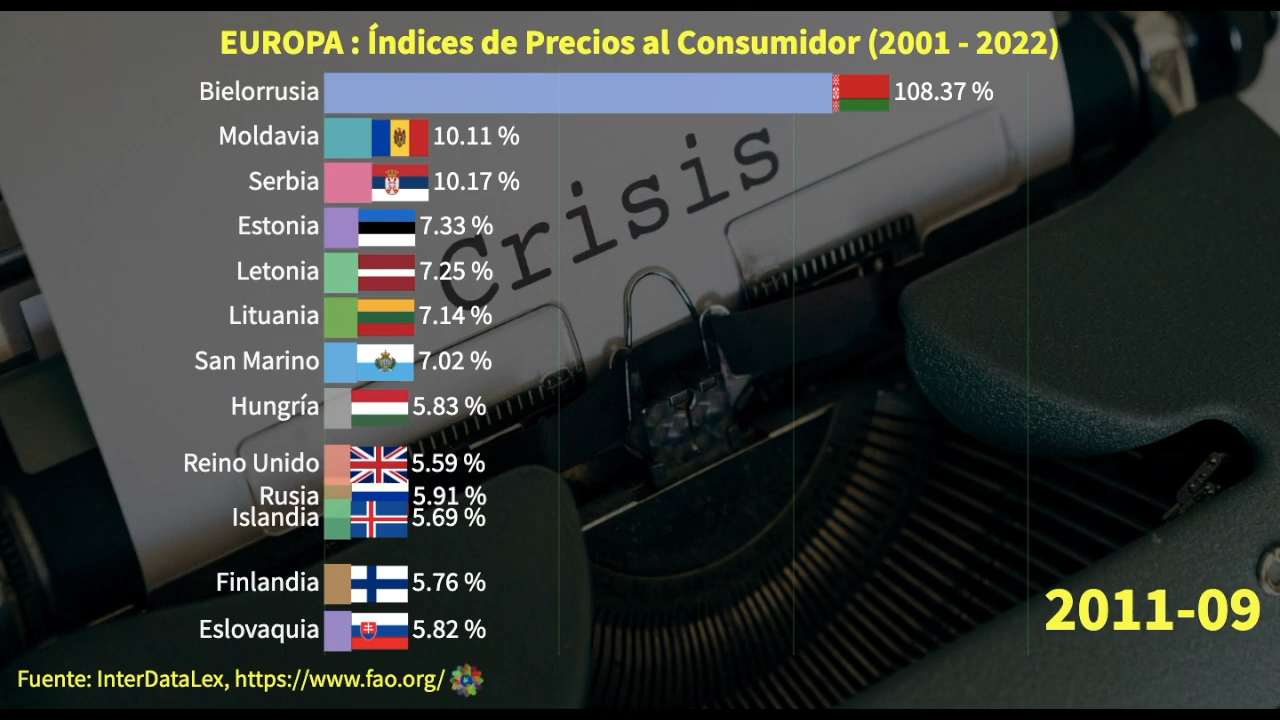 EUROPA : Índices de Precios al Consumidor (2001 - 2022)
Bielorrusia 108.37 %
Moldavia 10.11 %
Serbia 10.17 %
Estonia 7.33 %
Letonia 7.25 %
Lituania 7.14 %
San Marino 7.02 %
Hungría 5.83 %
Reino Unido 5.59 %
Rusia 5.91 %
Islandia 5.69 %
Finlandia 5.76 %
Eslovaquia 5.82 %
Crisis
2011-09
Fuente: InterDataLex, https://www.fao.org/